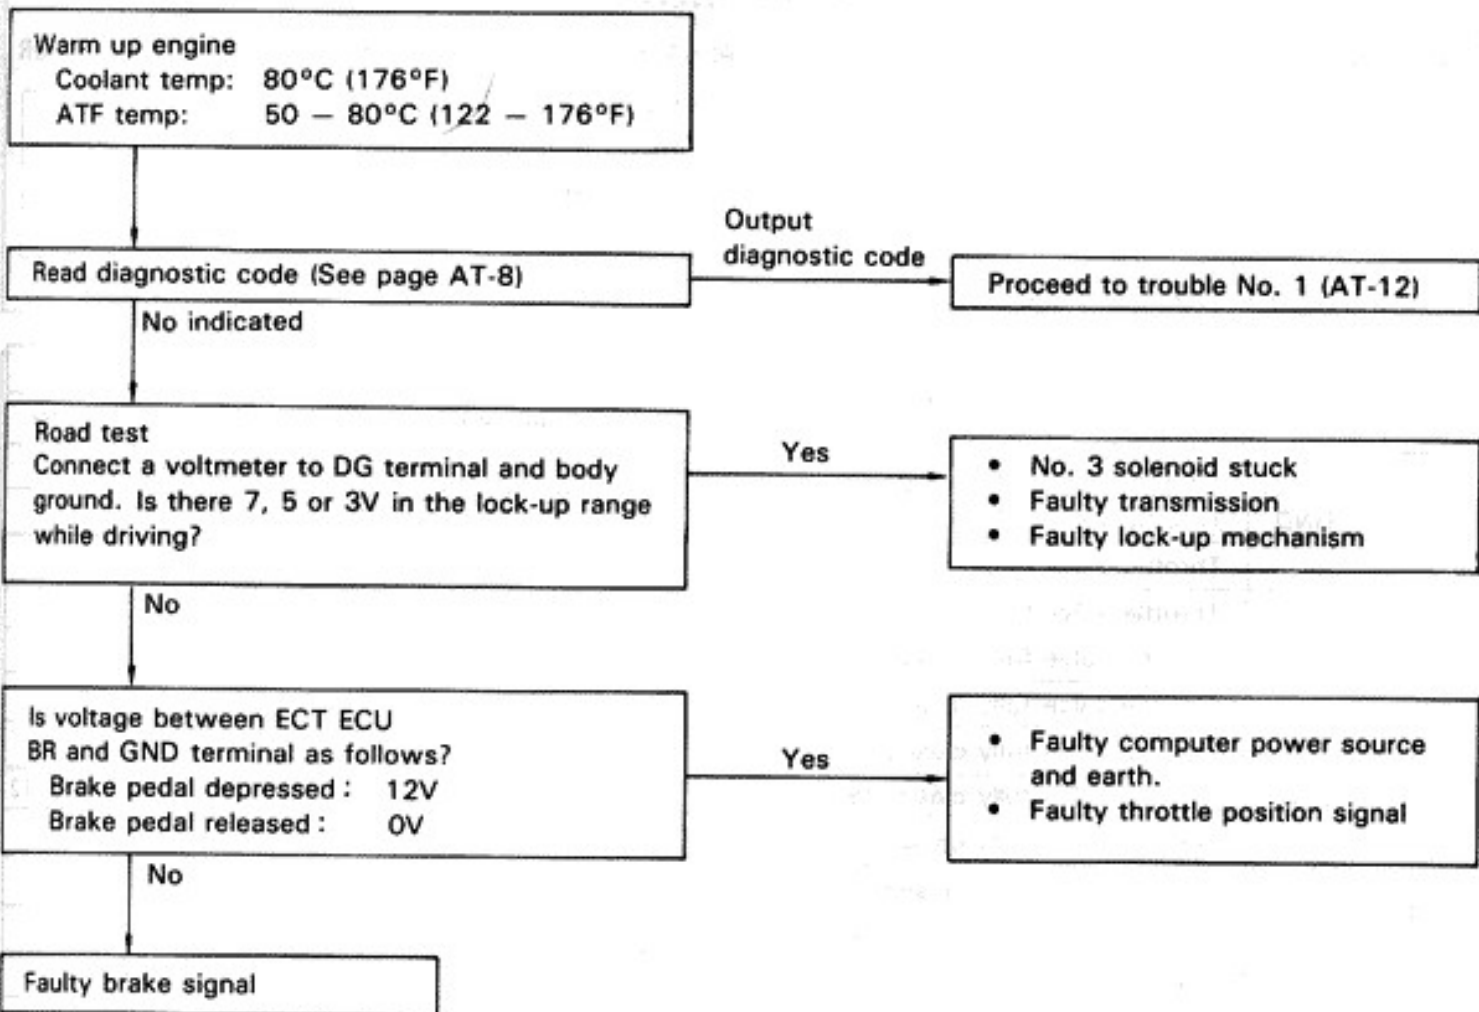 Warm up engine
Coolant temp: 80°C (176°F)
ATF temp: 50 – 80°C (122 – 176°F)
Output
diagnostic code
Read diagnostic code (See page AT-8)
Proceed to trouble No. 1 (AT-12)
No indicated
Road test
Connect a voltmeter to DG terminal and body
ground. Is there 7, 5 or 3V in the lock-up range
while driving?
Yes
• No. 3 solenoid stuck
• Faulty transmission
• Faulty lock-up mechanism
No
Is voltage between ECT ECU
BR and GND terminal as follows?
Brake pedal depressed : 12V
Brake pedal released : 0V
Yes
• Faulty computer power source
and earth.
• Faulty throttle position signal
No
Faulty brake signal